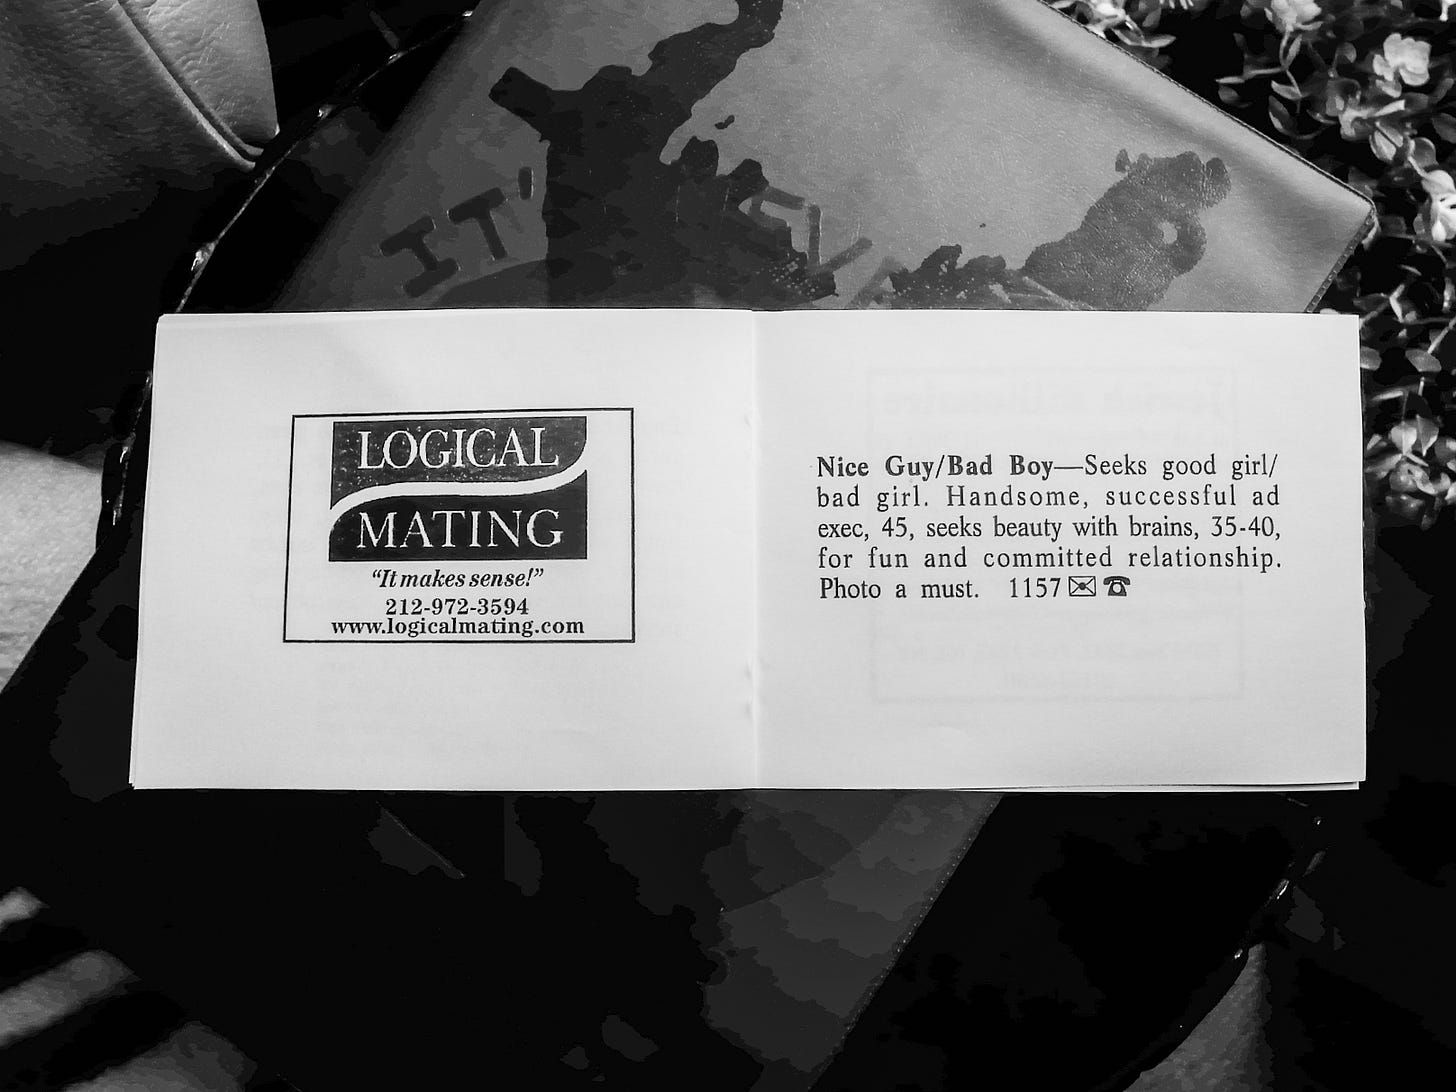 IT'
LOGICAL
MATING
“It makes sense!”
212-972-3594
www.logicalmating.com
Nice Guy/Bad Boy—Seeks good girl/
bad girl. Handsome, successful ad
exec, 45, seeks beauty with brains, 35-40,
for fun and committed relationship.
Photo a must. 1157✉☎